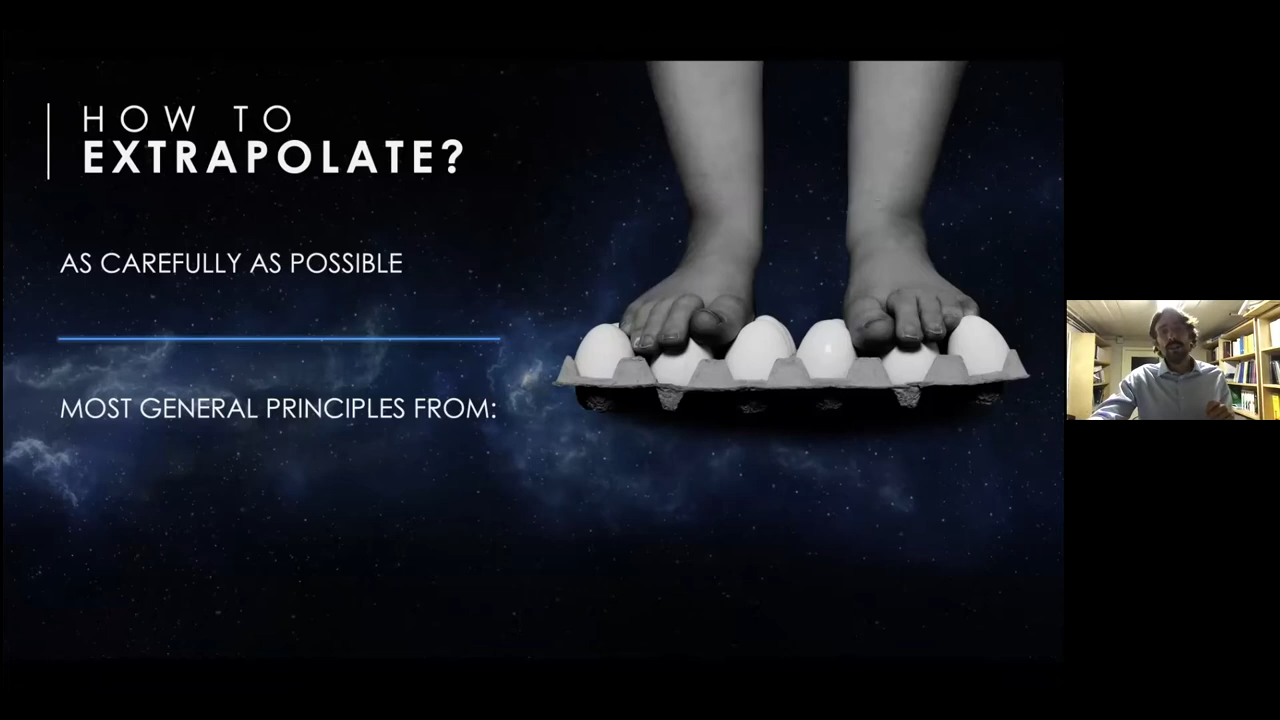 HOW TO
EXTRAPOLATE?
AS CAREFULLY AS POSSIBLE
MOST GENERAL PRINCIPLES FROM: